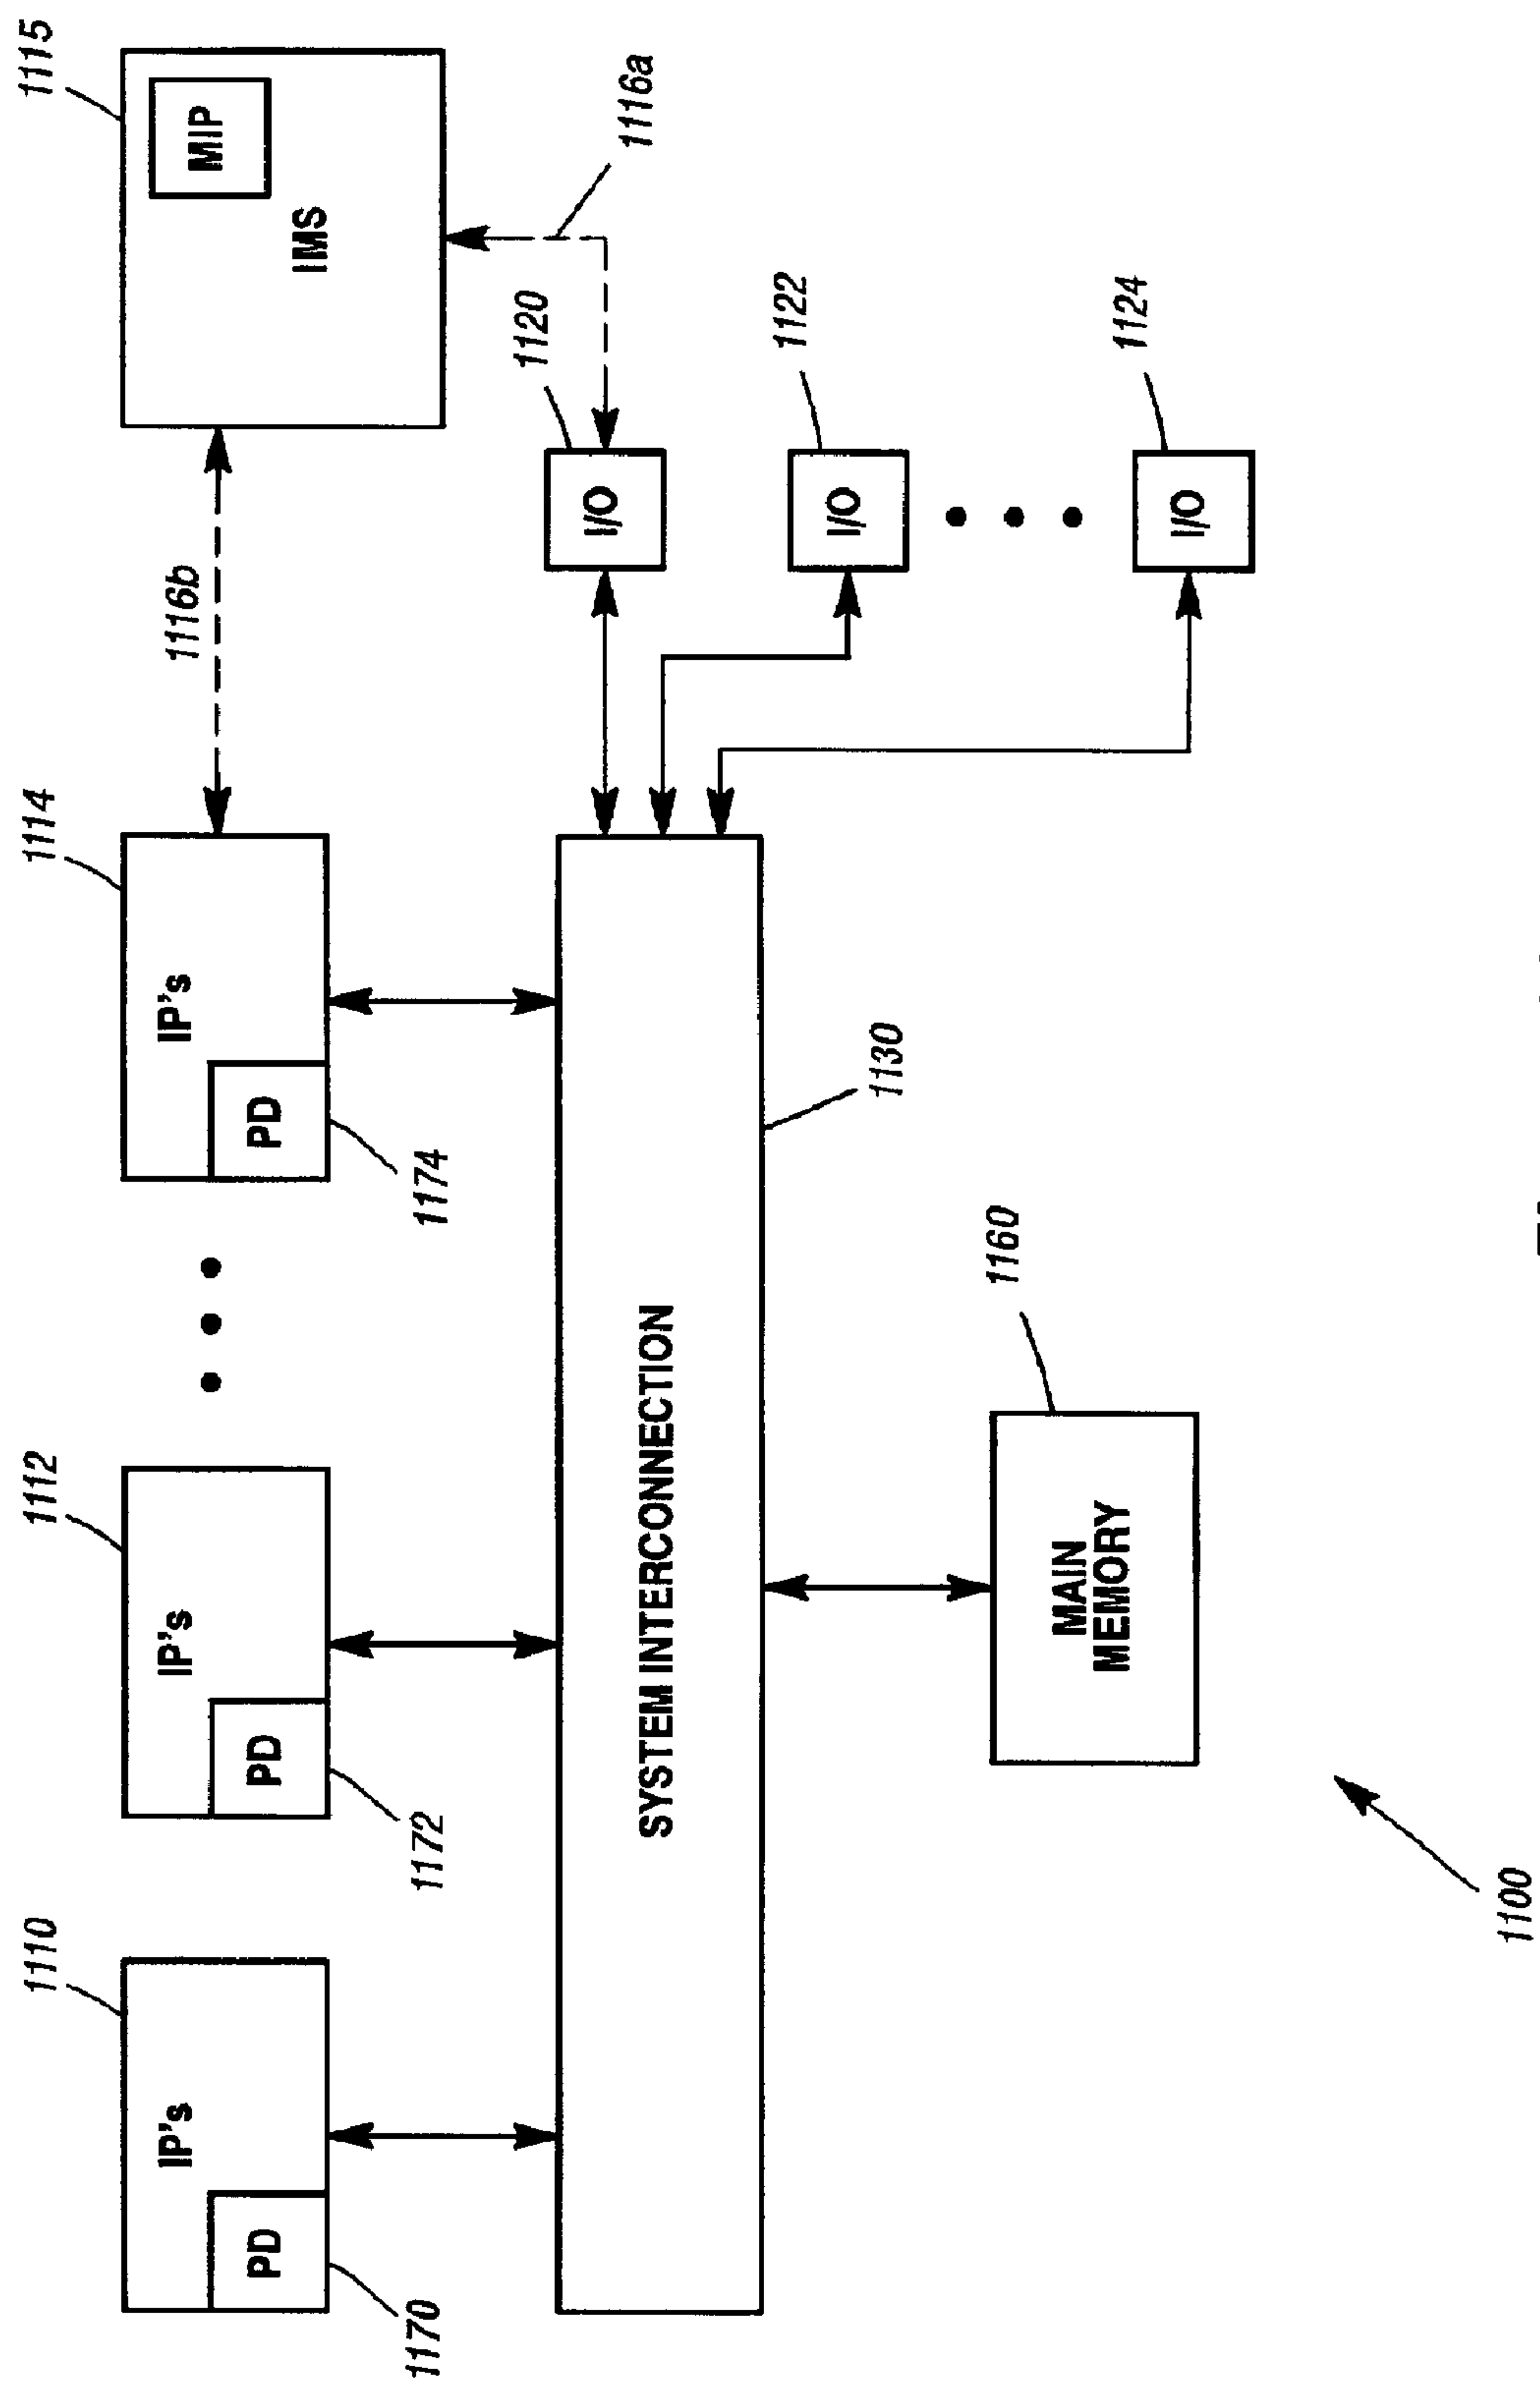 1110
IP's
PD
1170
1112
IP's
PD
1172
1114
IP's
PD
1174
1116b
1115
MIP
IMS
1116a
1120
I/O
1122
I/O
1124
I/O
SYSTEM INTERCONNECTION
1130
MAIN
MEMORY
1160
1100